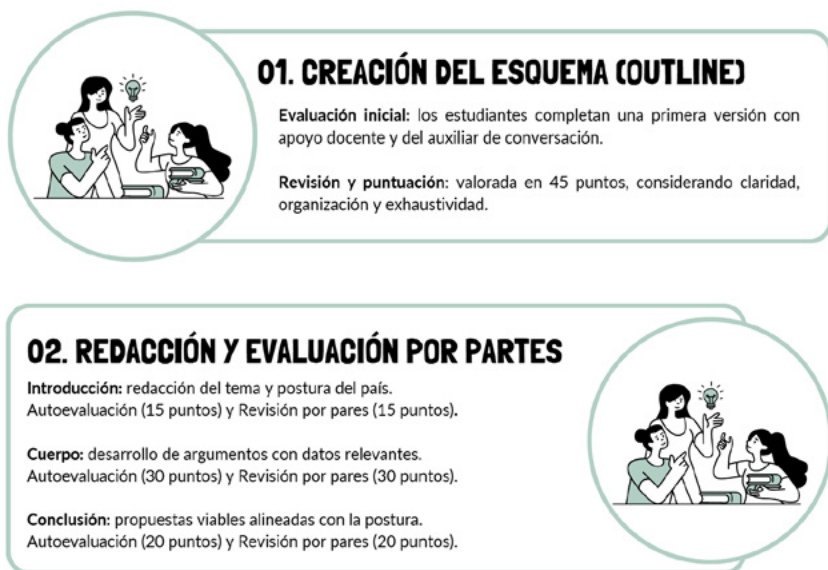 01. CREACIÓN DEL ESQUEMA (OUTLINE)
Evaluación inicial: los estudiantes completan una primera versión con
apoyo docente y del auxiliar de conversación.
Revisión y puntuación: valorada en 45 puntos, considerando claridad,
organización y exhaustividad.
02. REDACCIÓN Y EVALUACIÓN POR PARTES
Introducción: redacción del tema y postura del país.
Autoevaluación (15 puntos) y Revisión por pares (15 puntos).
Cuerpo: desarrollo de argumentos con datos relevantes.
Autoevaluación (30 puntos) y Revisión por pares (30 puntos).
Conclusión: propuestas viables alineadas con la postura.
Autoevaluación (20 puntos) y Revisión por pares (20 puntos).